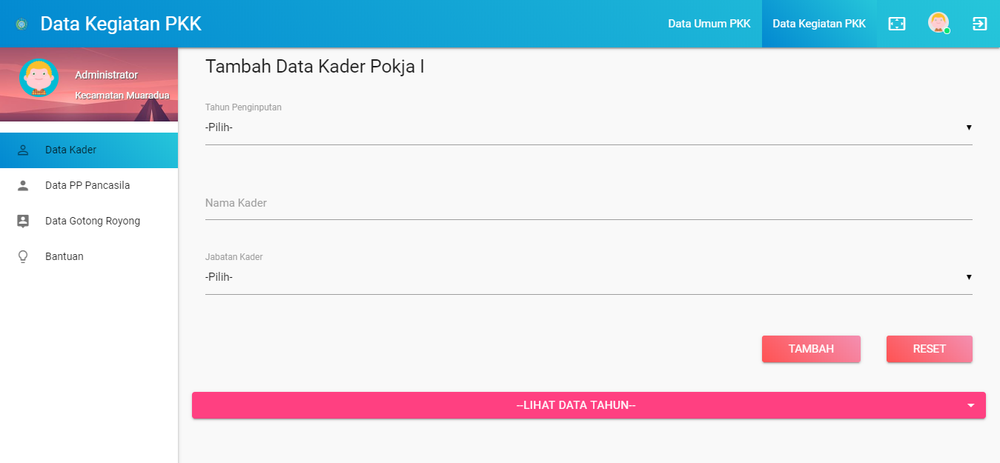 Data Kegiatan PKK
Data Umum PKK
Data Kegiatan PKK
Administrator
Kecamatan Muaradua
Data Kader
Data PP Pancasila
Data Gotong Royong
Bantuan
Tambah Data Kader Pokja I
Tahun Penginputan
-Pilih-
Nama Kader
Jabatan Kader
-Pilih-
TAMBAH
RESET
--LIHAT DATA TAHUN--